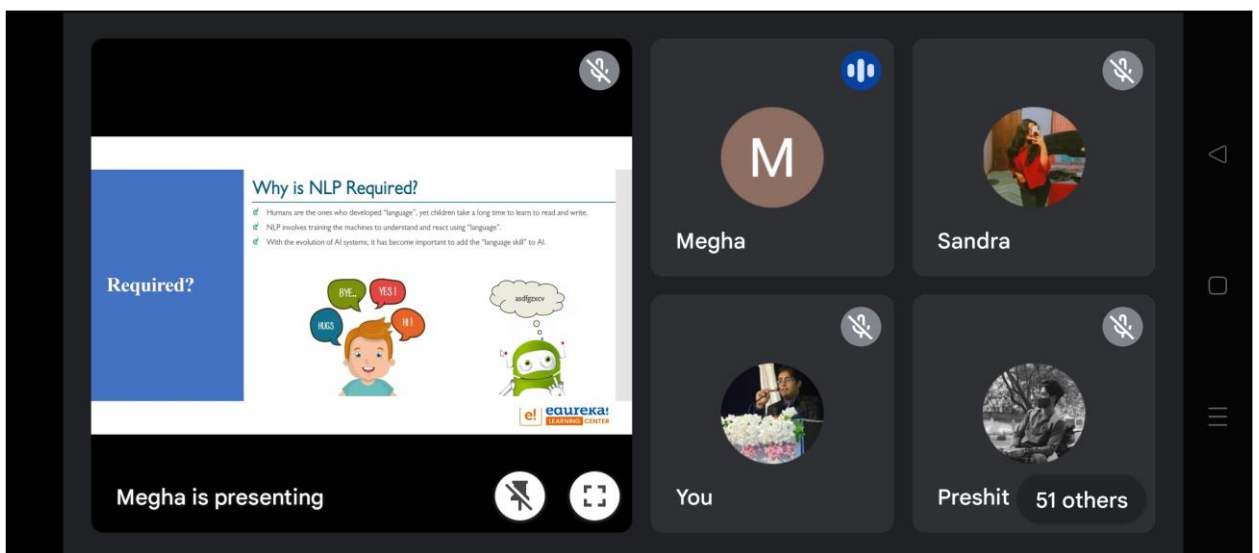 Why is NLP Required?
Humans are the ones who developed "language", yet children take a long time to learn to read and write.
NLP involves training the machines to understand and react using "language".
With the evolution of AI systems, it has become important to add the "language skill" to AI.
Required?
BYE..
YES !
HUGS
HI !
asdfgzxcv
e!
edureka!
LEARNING CENTER
Megha is presenting
M
Megha
Sandra
You
Preshit
51 others